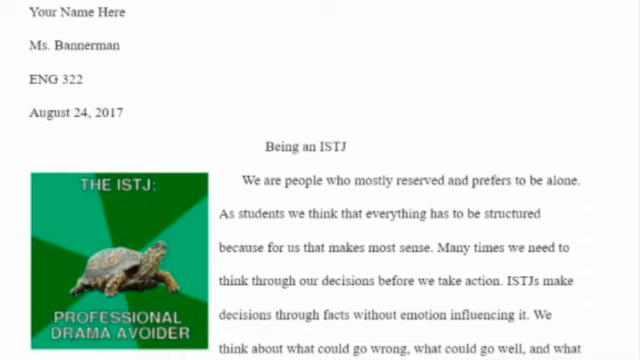 Your Name Here
Ms. Bannerman
ENG 322
August 24, 2017
Being an ISTJ
THE ISTJ:
PROFESSIONAL
DRAMA AVOIDER
We are people who mostly reserved and prefers to be alone.
As students we think that everything has to be structured
because for us that makes most sense. Many times we need to
think through our decisions before we take action. ISTJs make
decisions through facts without emotion influencing it. We
think about what could go wrong, what could go well, and what